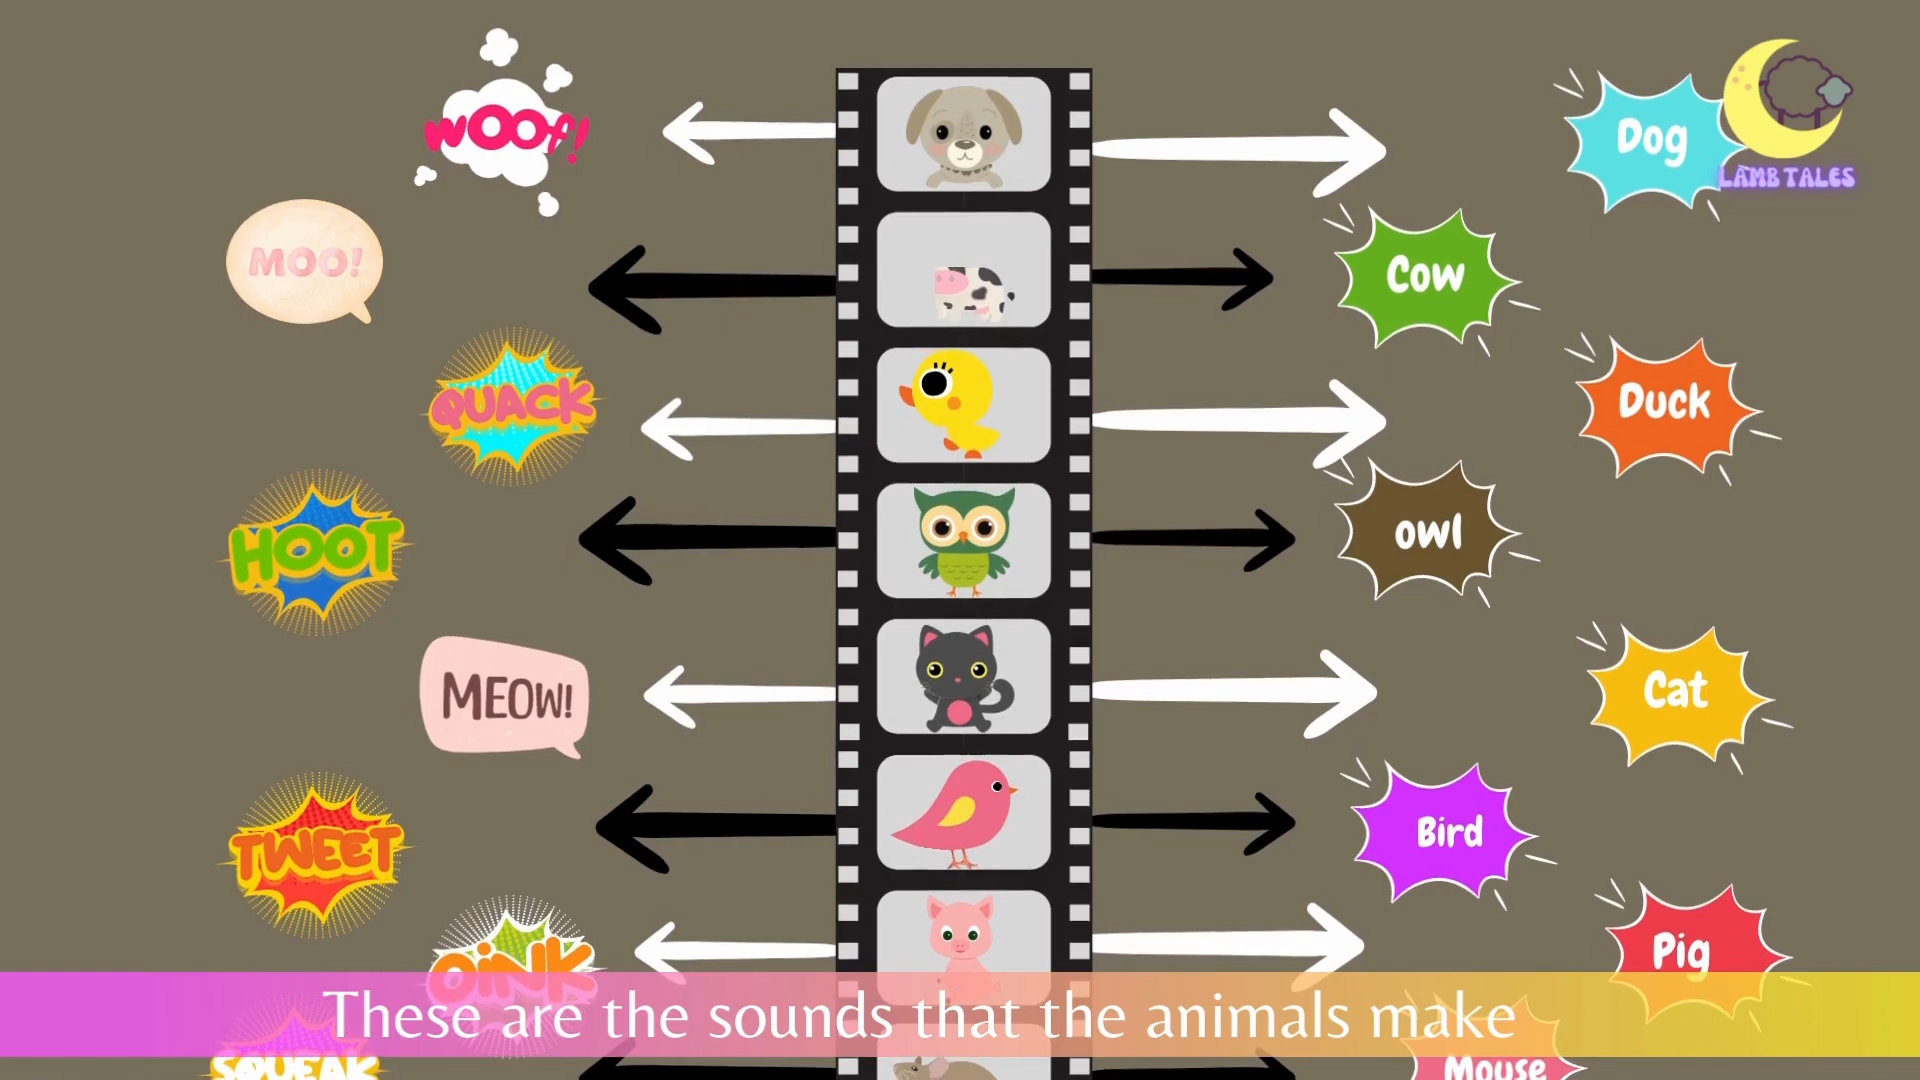 woof!
Dog
LAMB TALES
MOO!
Cow
QUACK
Duck
HOOT
owl
MEOW!
Cat
TWEET
Bird
OiNK
Pig
These are the sounds that the animals make
SQUEAK
Mouse